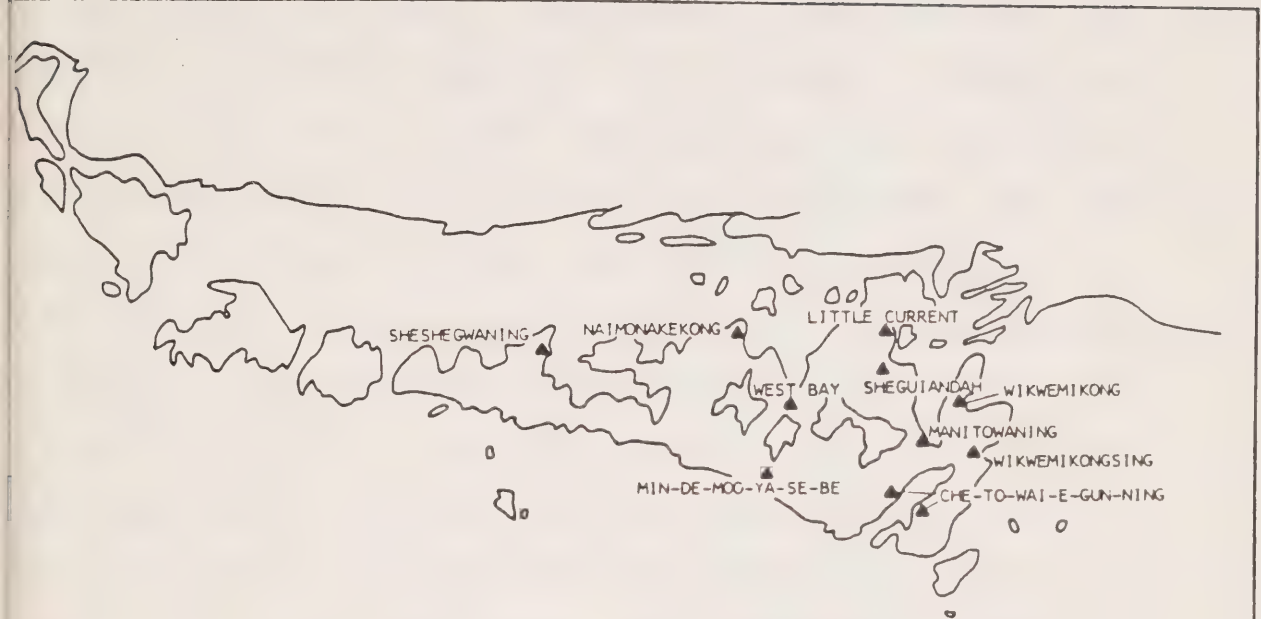 LITTLE CURRENT
SHESHEGWANING
NAIMONAKEKONG
WEST BAY
SHEGUIANDAH
WIKWEMIKONG
MANITOWANING
WIKWEMIKONGSING
MIN-DE-MOG-YA-SE-BE
CHE-TO-WAI-E-GUN-NING